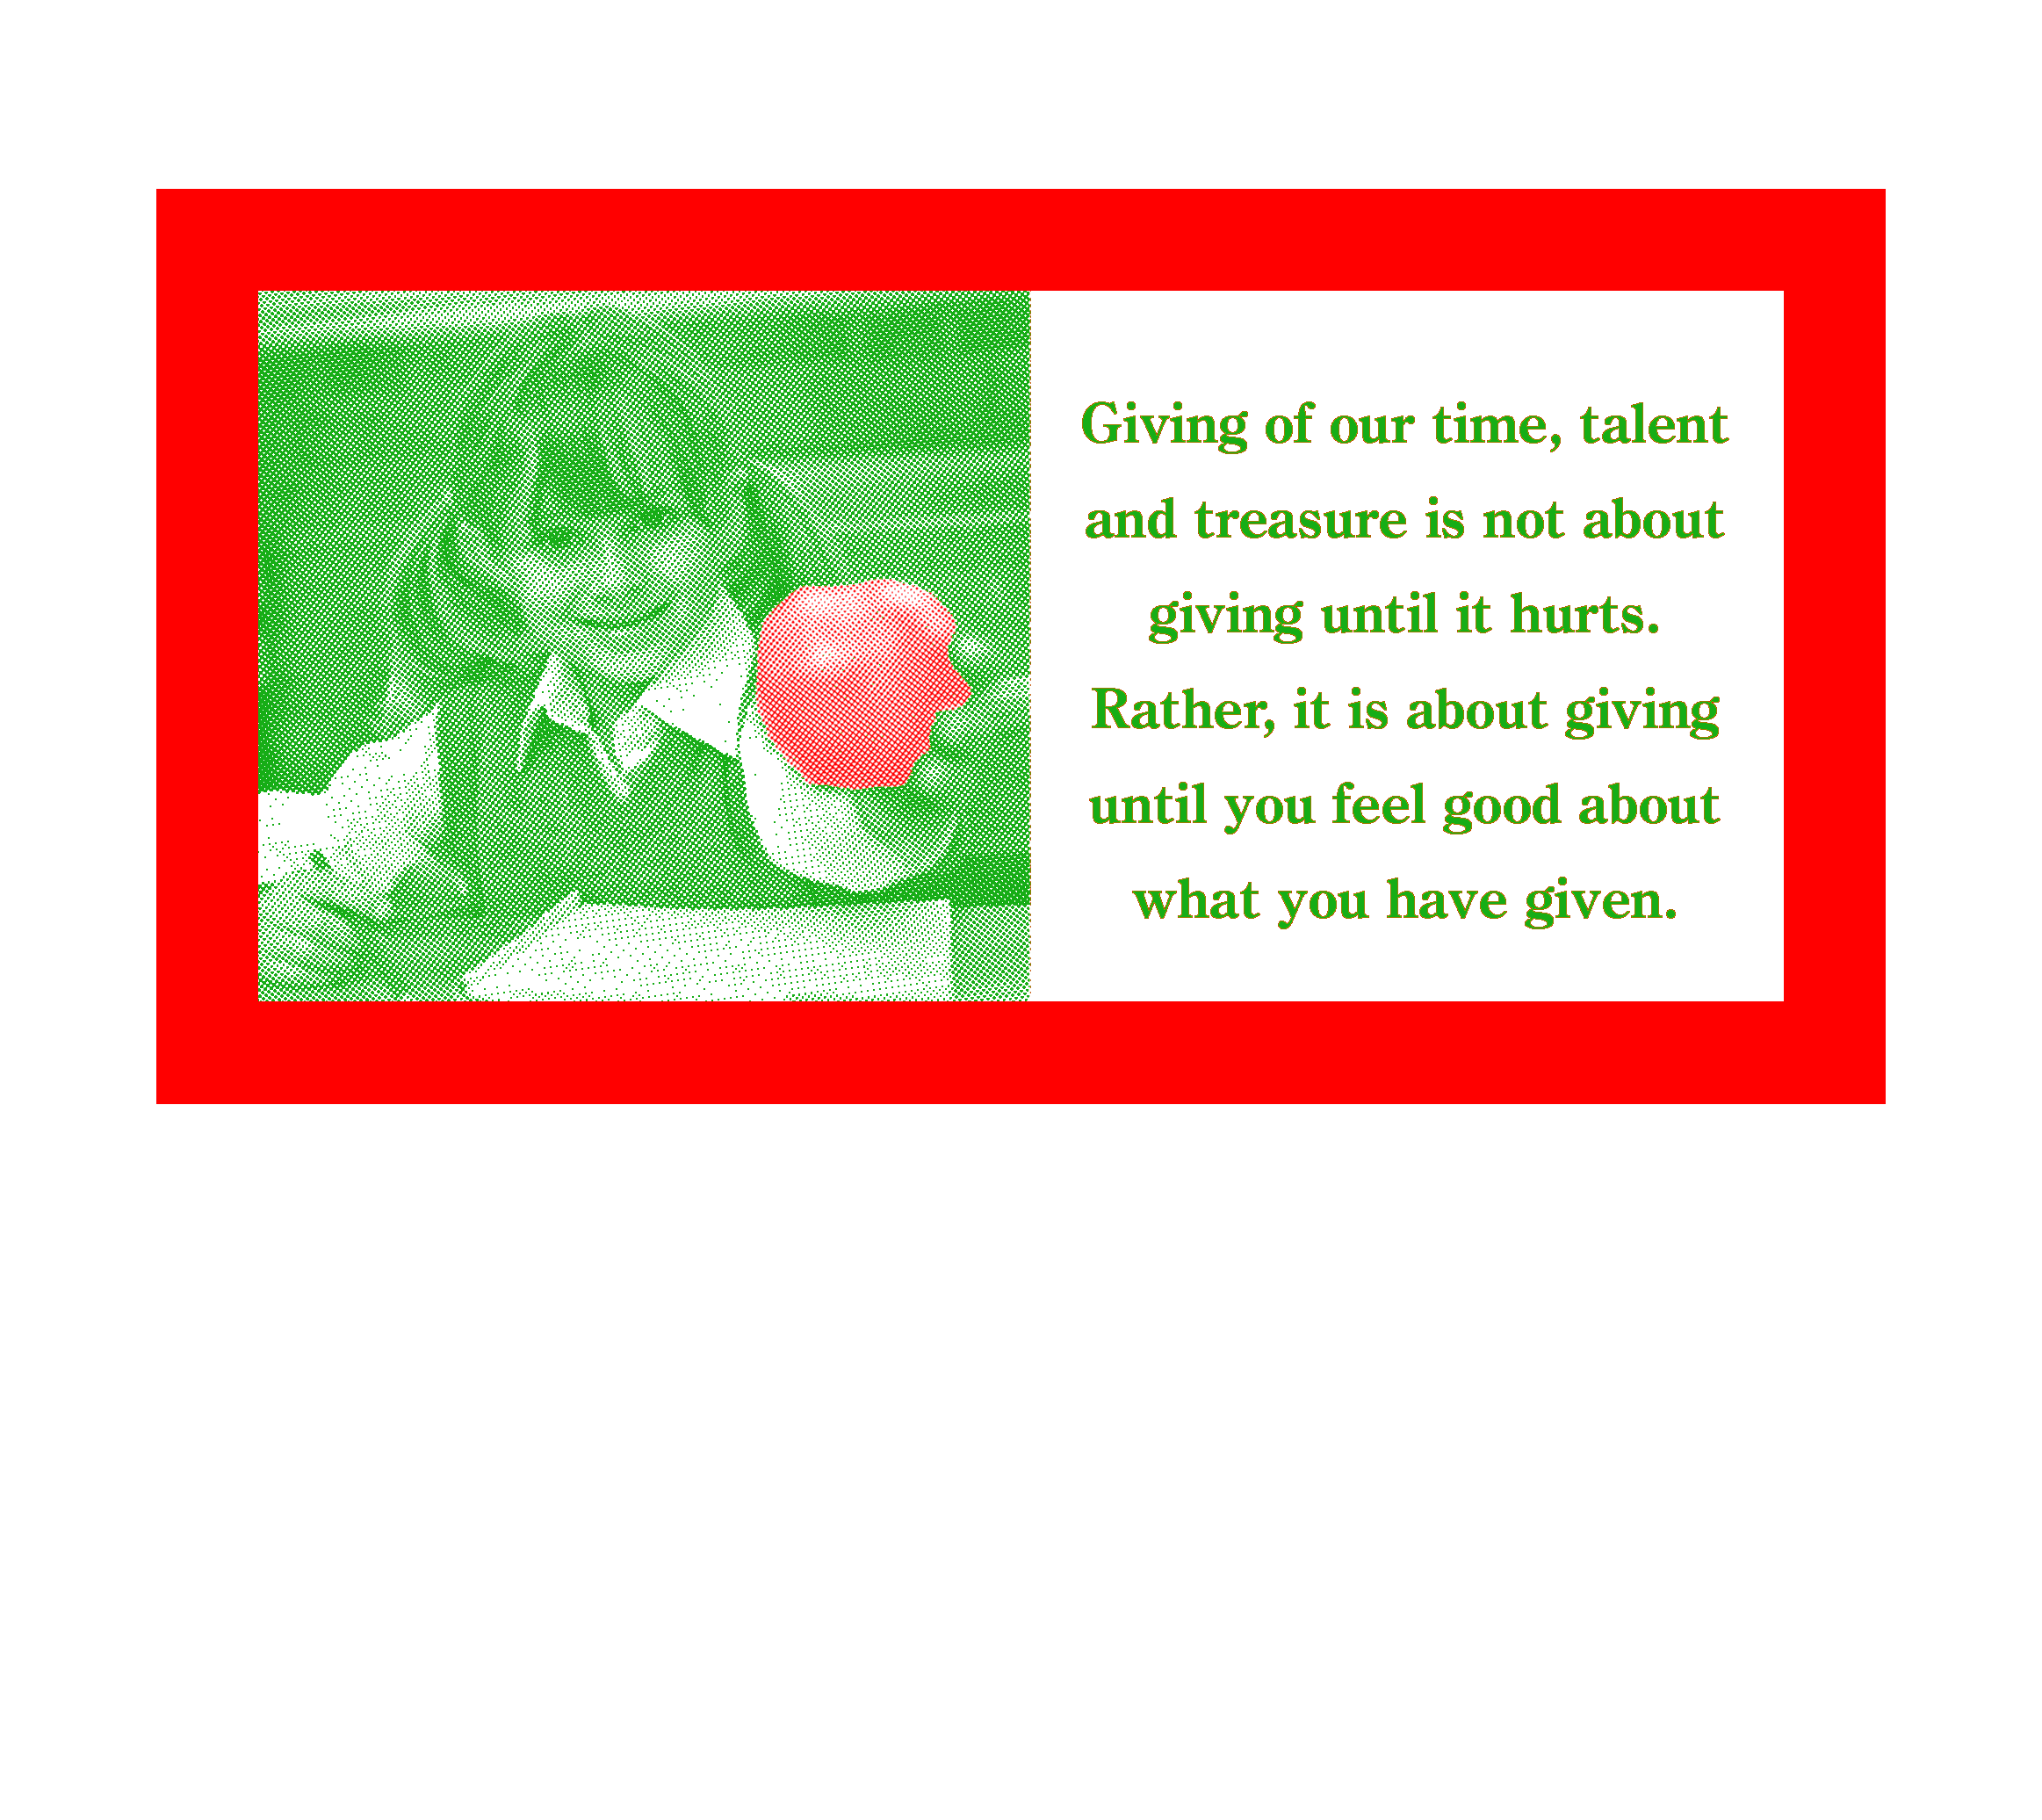 Giving of our time, talent
and treasure is not about
giving until it hurts.
Rather, it is about giving
until you feel good about
what you have given.